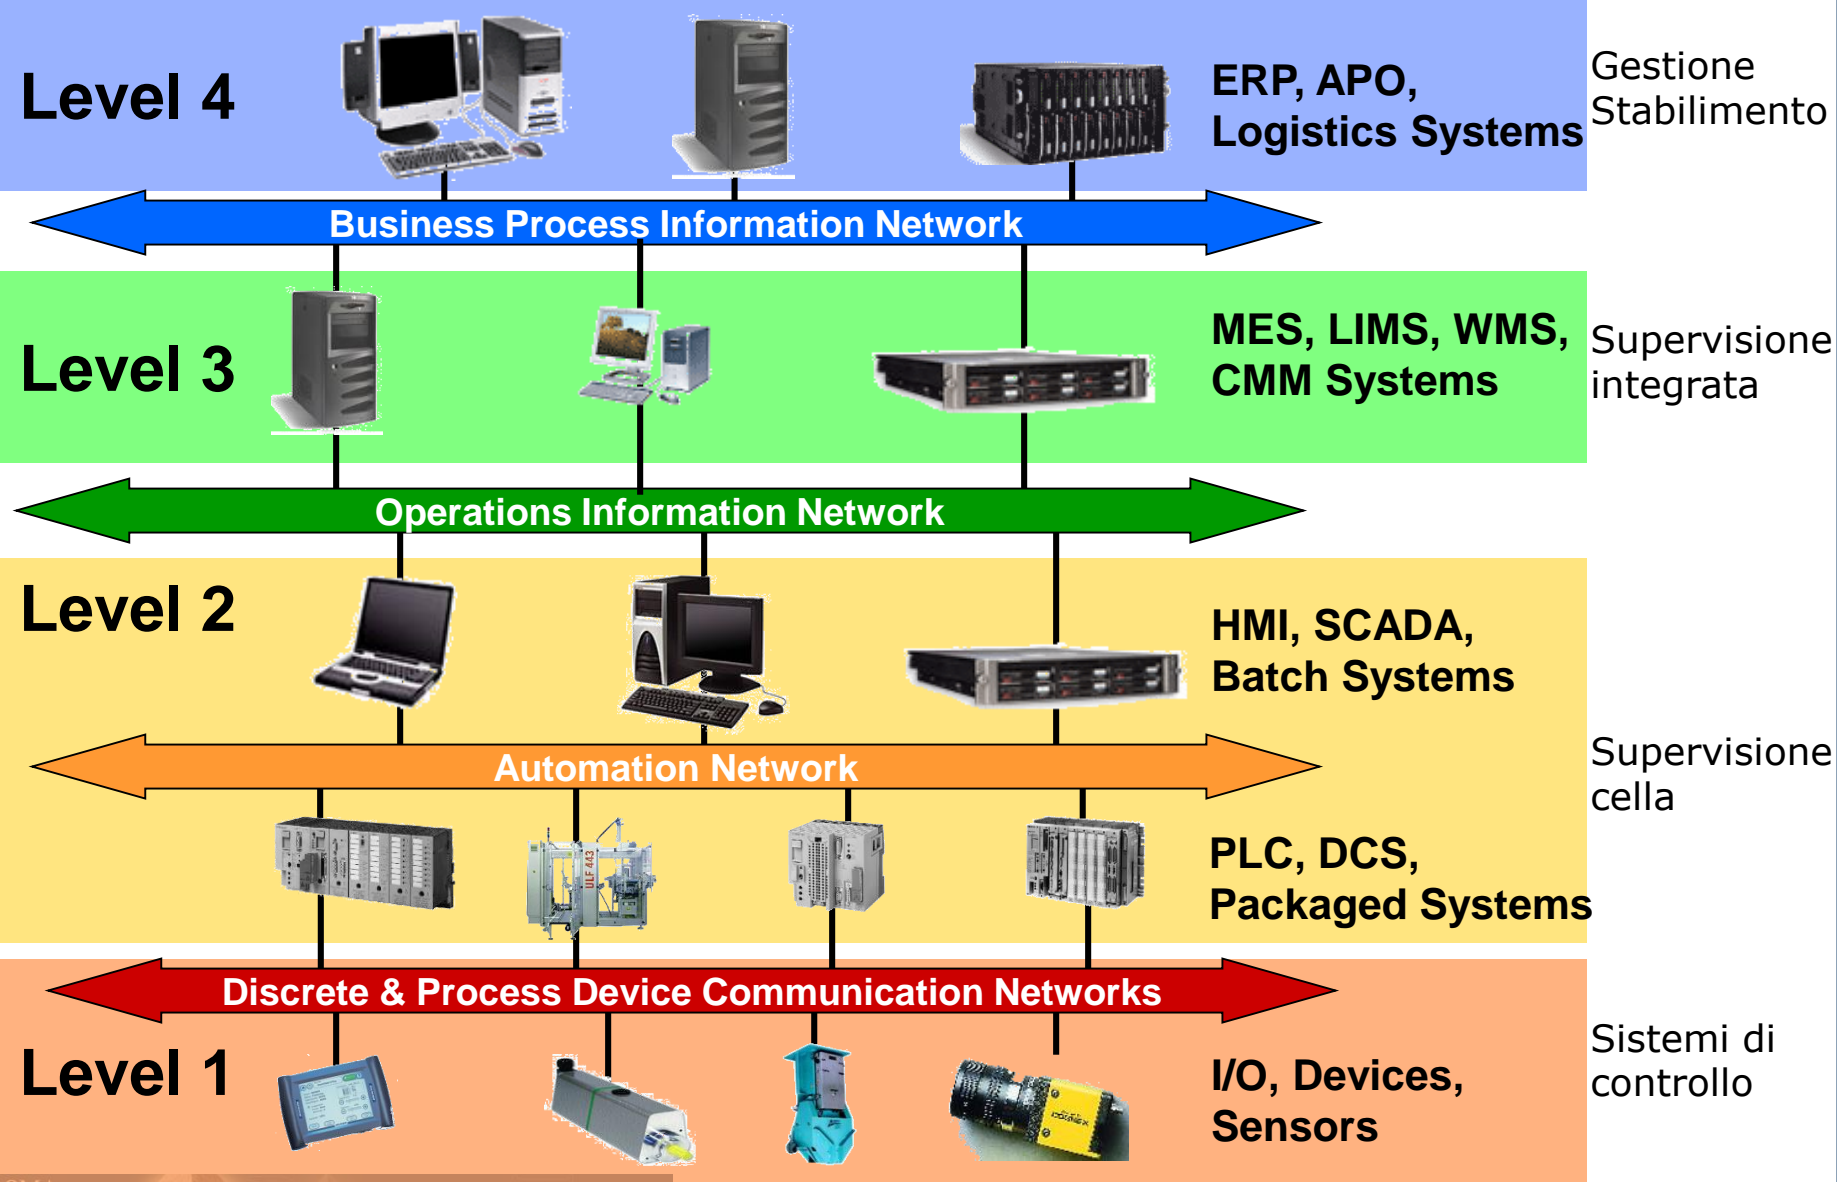 Level 4
ERP, APO,
Logistics Systems
Gestione
Stabilimento
Business Process Information Network
Level 3
MES, LIMS, WMS,
CMM Systems
Supervisione
integrata
Operations Information Network
Level 2
HMI, SCADA,
Batch Systems
Automation Network
Supervisione
cella
ULF 443
PLC, DCS,
Packaged Systems
Discrete & Process Device Communication Networks
Level 1
I/O, Devices,
Sensors
Sistemi di
controllo